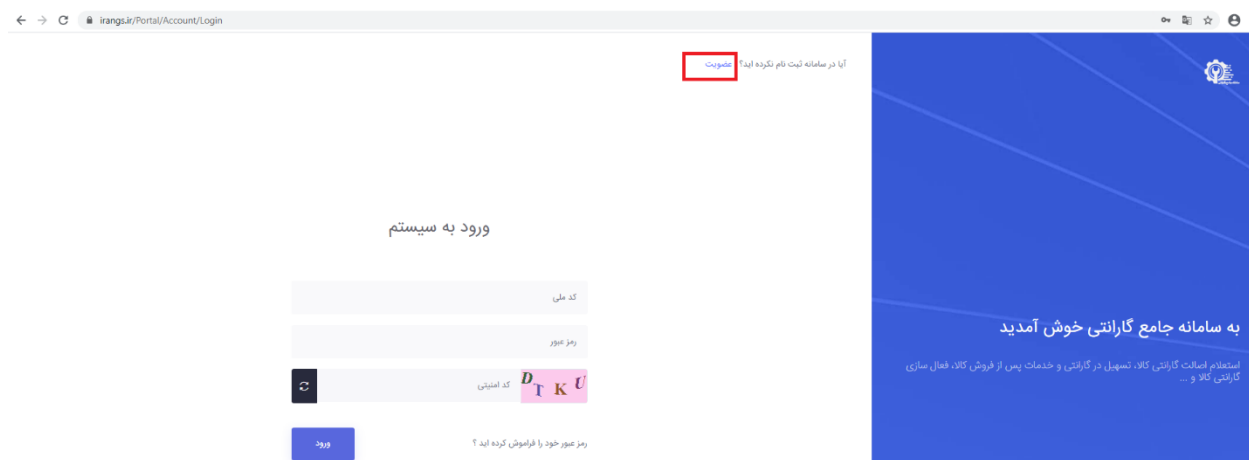 irangs.ir/Portal/Account/Login
آیا در سامانه ثبت نام نکرده اید؟ عضویت
ورود به سیستم
کد ملی
رمز عبور
کد امنیتی
D T K U
رمز عبور خود را فراموش کرده اید ؟
ورود
به سامانه جامع گارانتی خوش آمدید
استعلام اصالت گارانتی کالا، تسهیل در گارانتی و خدمات پس از فروش کالا، فعال سازی
گارانتی کالا و ...